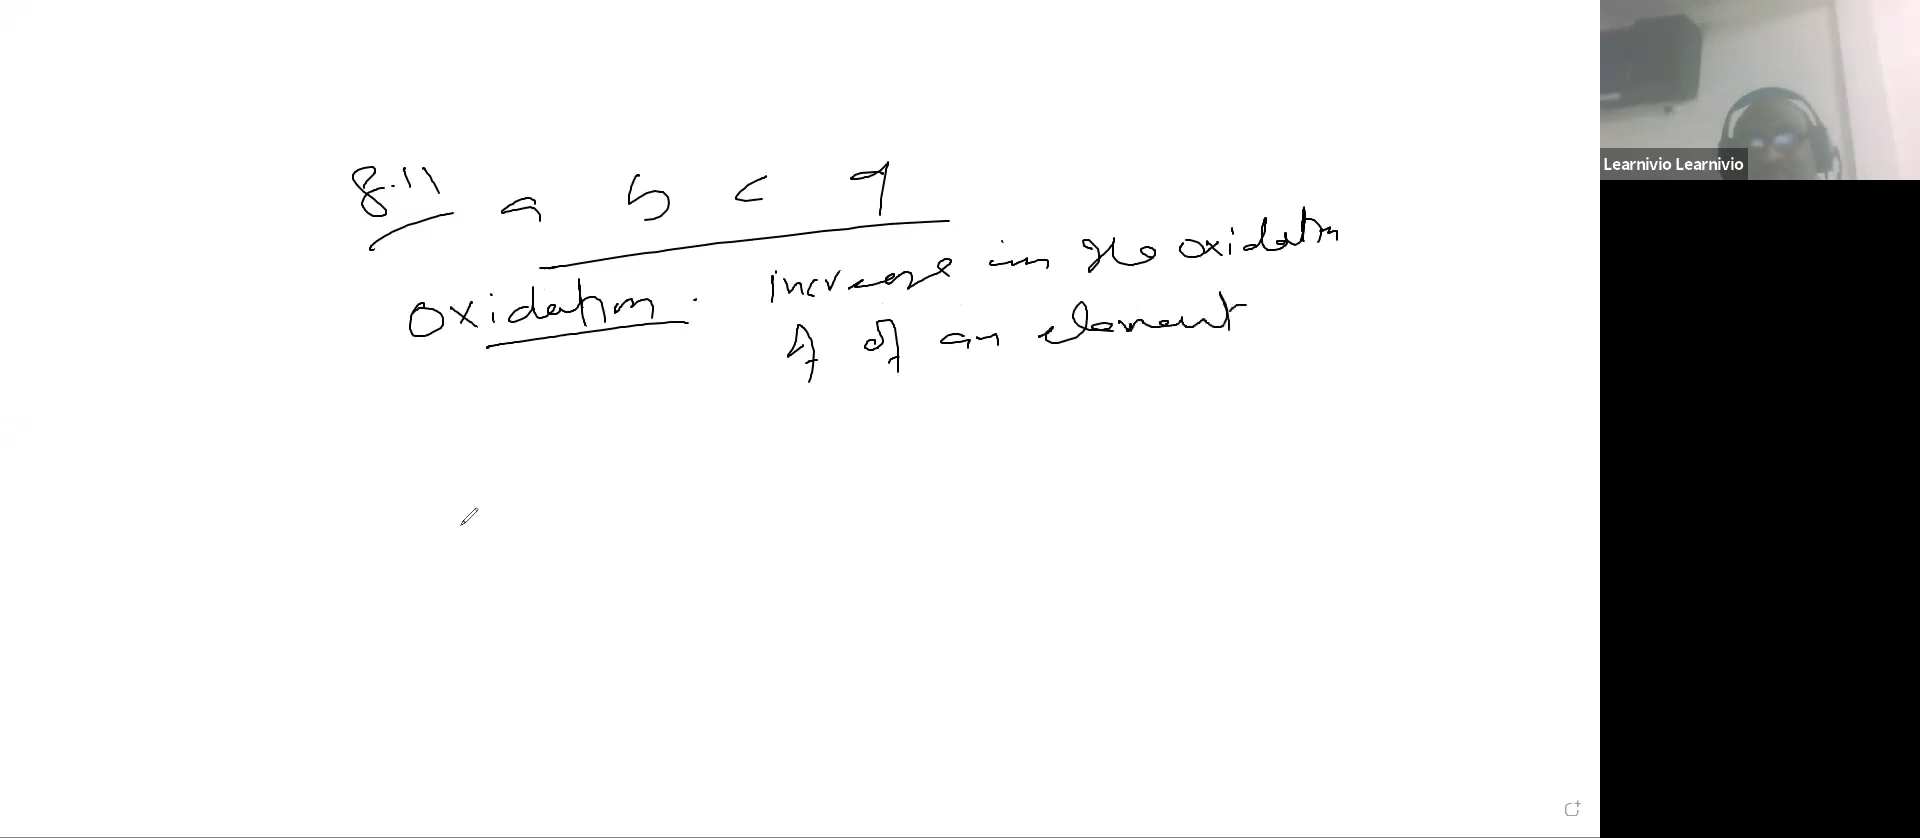 8.11 a b c d
oxidation. increase in the oxidation
of an element
Learnivio Learnivio